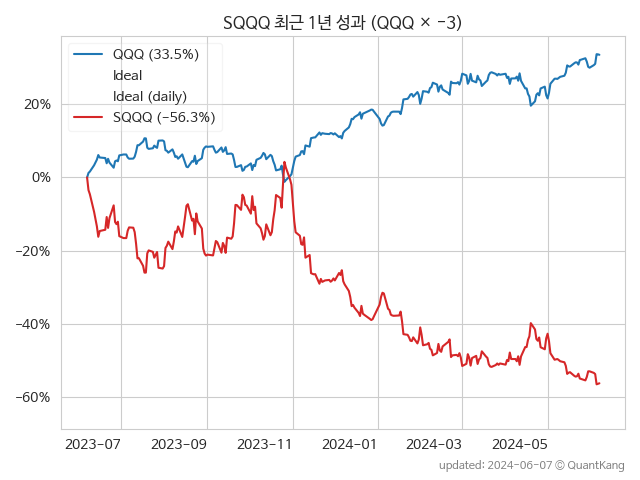 SQQQ 최근 1년 성과 (QQQ × −3)
QQQ (33.5%)
Ideal
Ideal (daily)
SQQQ (−56.3%)
20%
0%
−20%
−40%
−60%
2023-07 2023-09 2023-11 2024-01 2024-03 2024-05
updated: 2024-06-07 © QuantKang